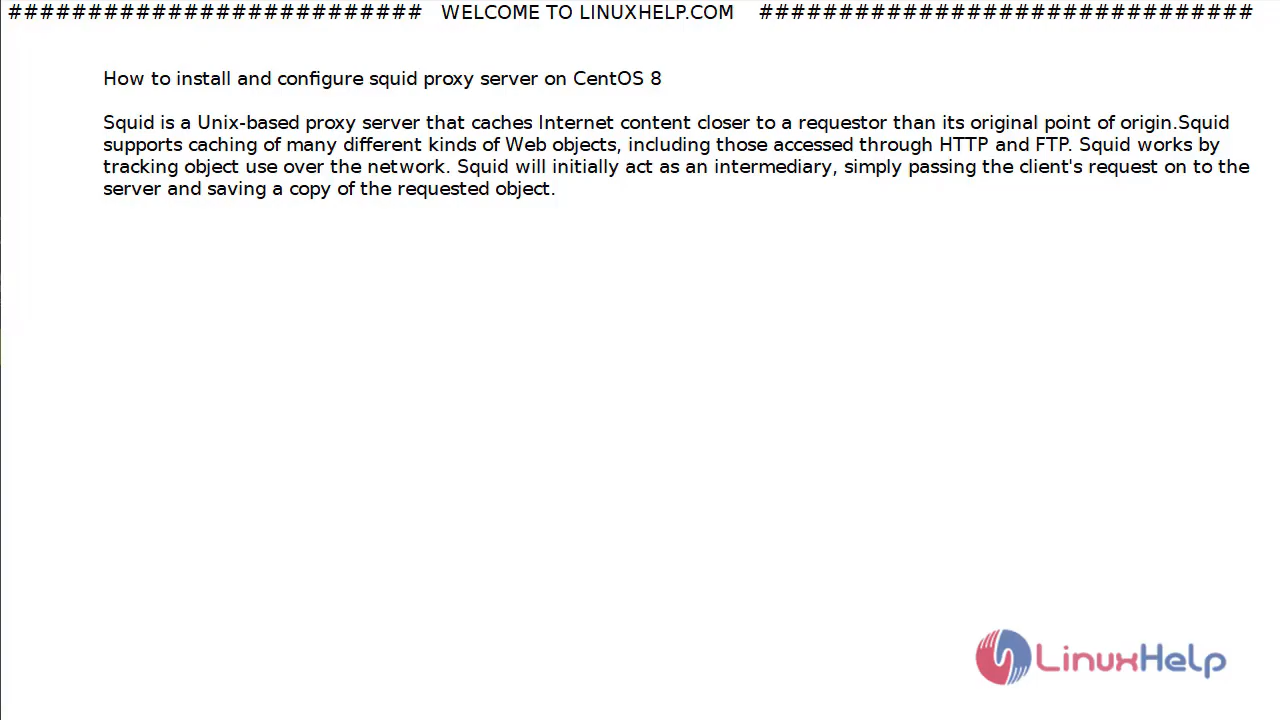 ########################## WELCOME TO LINUXHELP.COM ###############################
How to install and configure squid proxy server on CentOS 8
Squid is a Unix-based proxy server that caches Internet content closer to a requestor than its original point of origin.Squid
supports caching of many different kinds of Web objects, including those accessed through HTTP and FTP. Squid works by
tracking object use over the network. Squid will initially act as an intermediary, simply passing the client's request on to the
server and saving a copy of the requested object.
LinuxHelp